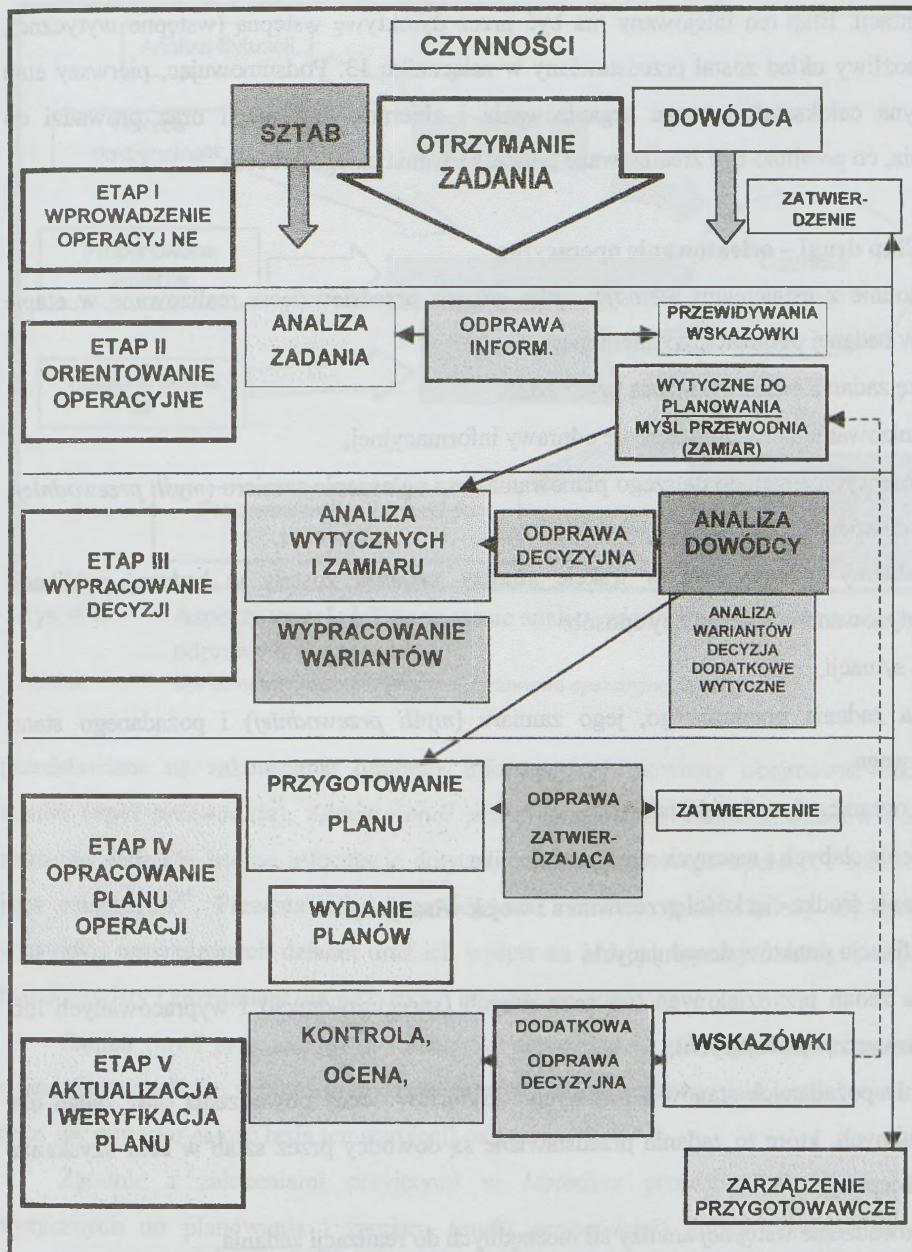 CZYNNOŚCI
SZTAB
OTRZYMANIE
ZADANIA
DOWÓDCA
ETAP I
WPROWADZENIE
OPERACYJ NE
ZATWIER-
DZENIE
ETAP II
ORIENTOWANIE
OPERACYJNE
ANALIZA
ZADANIA
ODPRAWA
INFORM.
PRZEWIDYWANIA
WSKAZÓWKI
WYTYCZNE DO
PLANOWANIA
MYŚL PRZEWODNIA
(ZAMIAR)
ETAP III
WYPRACOWANIE
DECYZJI
ANALIZA
WYTYCZNYCH
I ZAMIARU
WYPRACOWANIE
WARIANTÓW
ODPRAWA
DECYZYJNA
ANALIZA
DOWÓDCY
ANALIZA
WARIANTÓW
DECYZJA
DODATKOWE
WYTYCZNE
ETAP IV
OPRACOWANIE
PLANU
OPERACJI
PRZYGOTOWANIE
PLANU
ODPRAWA
ZATWIER-
DZAJĄCA
ZATWIERDZENIE
WYDANIE
PLANÓW
ETAP V
AKTUALIZACJA
I WERYFIKACJA
PLANU
KONTROLA,
OCENA,
DODATKOWA
ODPRAWA
DECYZYJNA
WSKAZÓWKI
ZARZĄDZENIE
PRZYGOTOWAWCZE